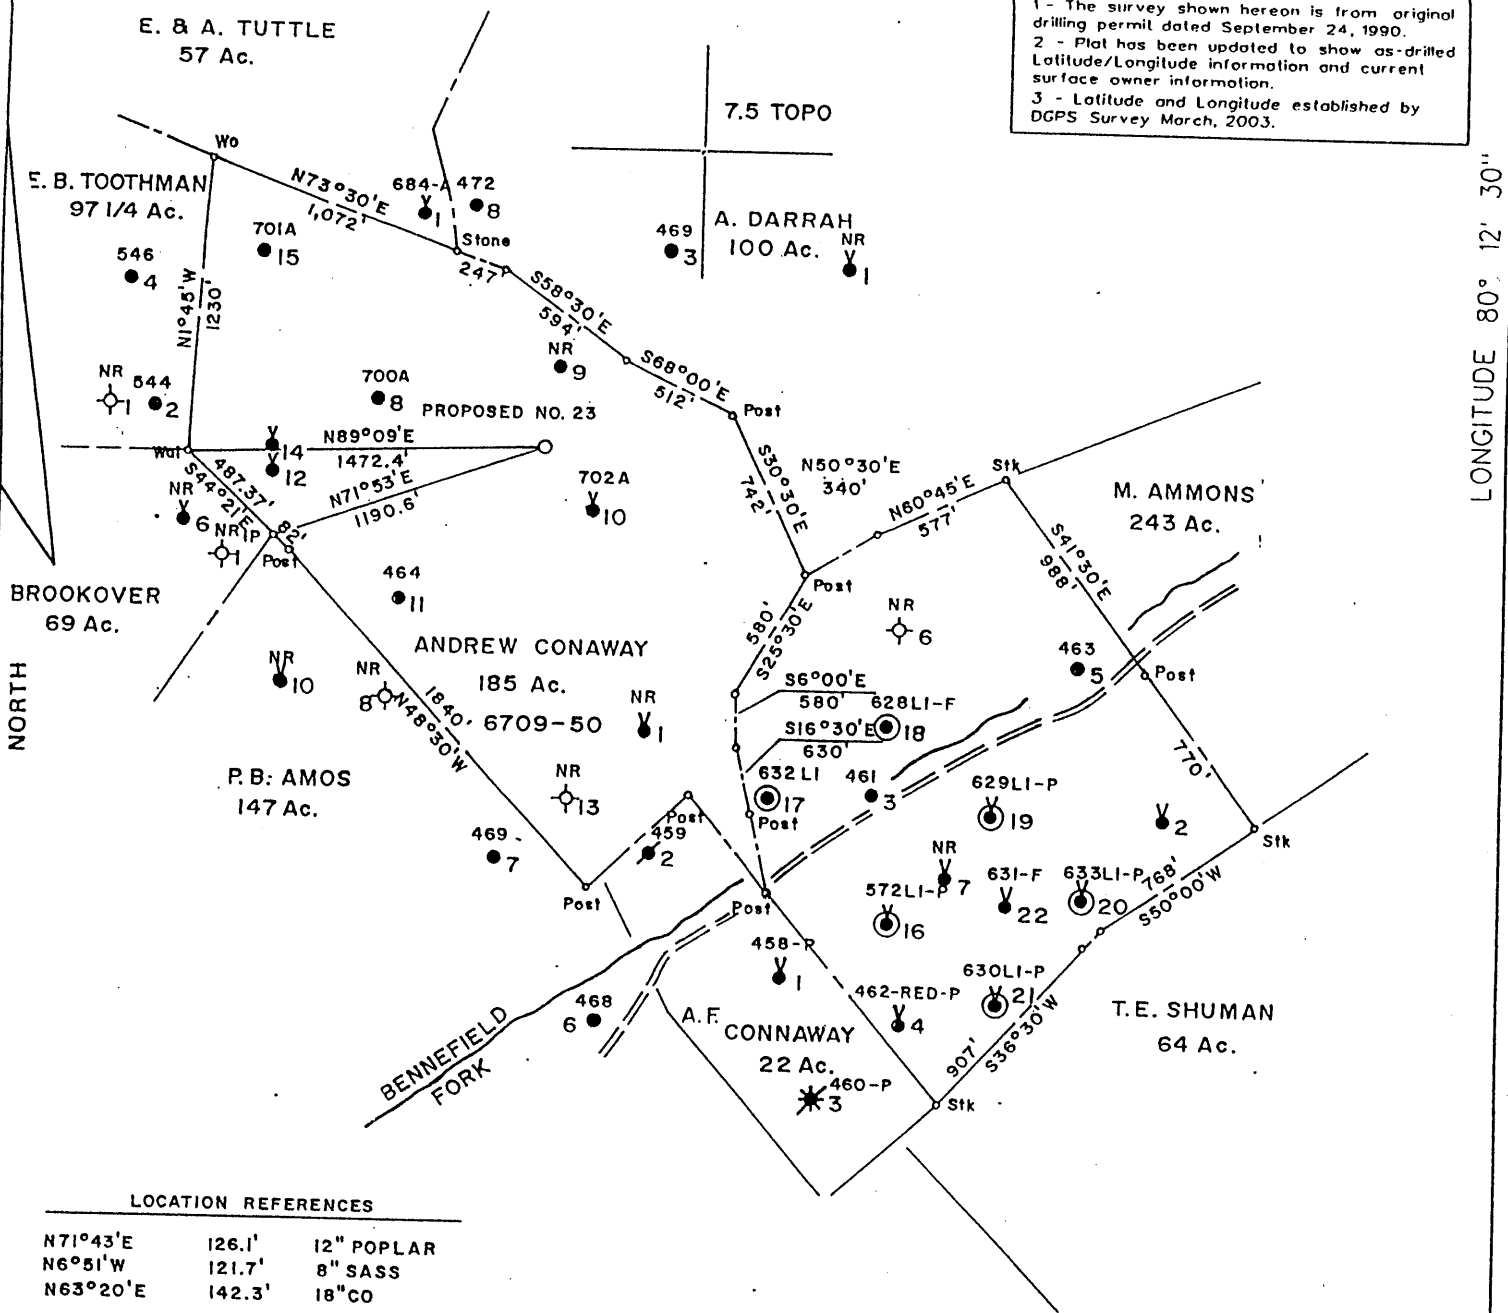 1 - The survey shown hereon is from original
drilling permit dated September 24, 1990.
2 - Plat has been updated to show as-drilled
Latitude/Longitude information and current
surface owner information.
3 - Latitude and Longitude established by
DGPS Survey March, 2003.
E. & A. TUTTLE
57 Ac.
7.5 TOPO
LONGITUDE 80° 12' 30"
Wo
E. B. TOOTHMAN
97 1/4 Ac.
N73°30'E
1,072'
684-A
1
472
8
A. DARRAH
100 Ac.
469
3
NR
1
701A
15
546
4
Stone
247
N1°45'W
1230'
S58°30'E
594'
NR
9
S68°00'E
512'
Post
NR
1
544
2
700A
8
PROPOSED NO. 23
Wal
14
12
N89°09'E
1472.4'
N71°53'E
1190.6'
487.37'
S44°21'E
82'
NR
6
NR 1P
1
Post
702A
10
S30°30'E
742'
N50°30'E
340'
N60°45'E
577'
Stk
M. AMMONS
243 Ac.
S41°30'E
988'
Post
BROOKOVER
69 Ac.
464
11
580'
S25°30'E
NR
6
463
5
Post
ANDREW CONAWAY
185 Ac.
6709-50
NORTH
NR
10
NR
8
1840'
N48°30'W
NR
1
S6°00'E
580'
628LI-F
18
S16°30'E
630'
770'
P. B. AMOS
147 Ac.
NR
13
632LI
17
461
3
629LI-P
19
2
Post
Post
Stk
469
7
459
2
NR
7
631-F
22
633LI-P
20
768'
S50°00'W
572LI-P
16
Post
Post
458-P
1
462-RED-P
4
630LI-P
21
907'
S36°30'W
T.E. SHUMAN
64 Ac.
468
6
BENNEFIELD
FORK
A.F.
CONNAWAY
22 Ac.
460-P
3
Stk
LOCATION REFERENCES
N71°43'E 126.1' 12" POPLAR
N6°51'W 121.7' 8" SASS
N63°20'E 142.3' 18"CO